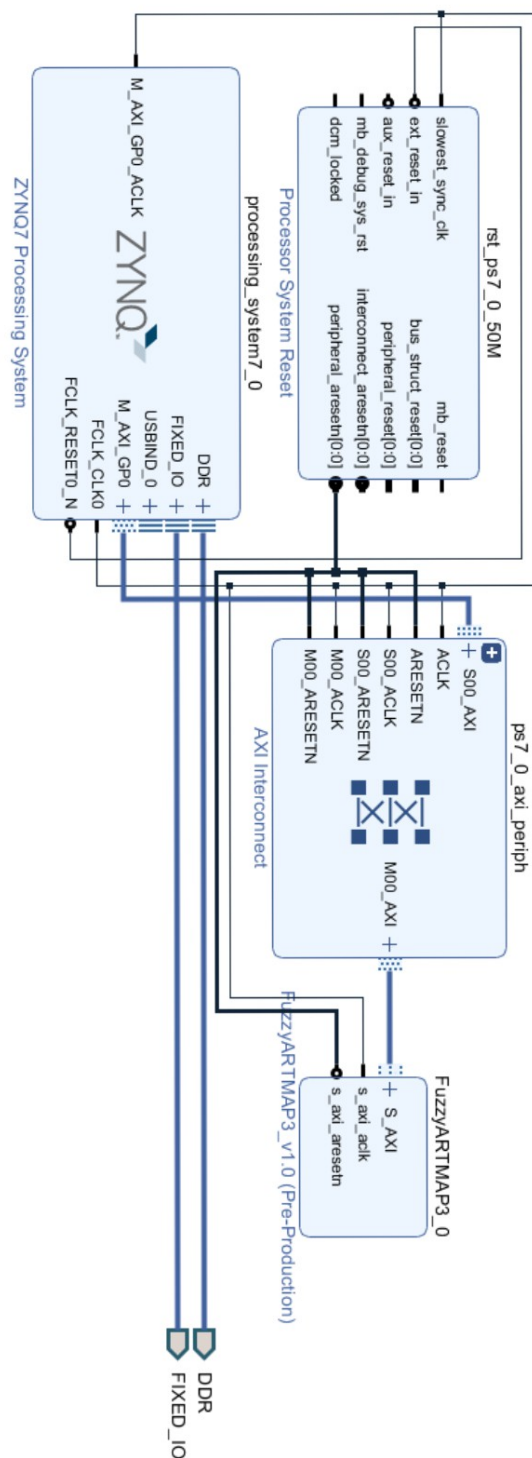 rst_ps7_0_50M
slowest_sync_clk
ext_reset_in
aux_reset_in
mb_debug_sys_rst
dcm_locked
mb_reset
bus_struct_reset[0:0]
peripheral_reset[0:0]
interconnect_aresetn[0:0]
peripheral_aresetn[0:0]
Processor System Reset
processing_system7_0
M_AXI_GP0_ACLK
ZYNQ
DDR
FIXED_IO
USBIND_0
M_AXI_GP0
FCLK_CLK0
FCLK_RESET0_N
ZYNQ7 Processing System
ps7_0_axi_periph
S00_AXI
ACLK
ARESETN
S00_ACLK
S00_ARESETN
M00_ACLK
M00_ARESETN
M00_AXI
AXI Interconnect
FuzzyARTMAP3_0
S_AXI
s_axi_aclk
s_axi_aresetn
FuzzyARTMAP3_v1.0 (Pre-Production)
DDR
FIXED_IO